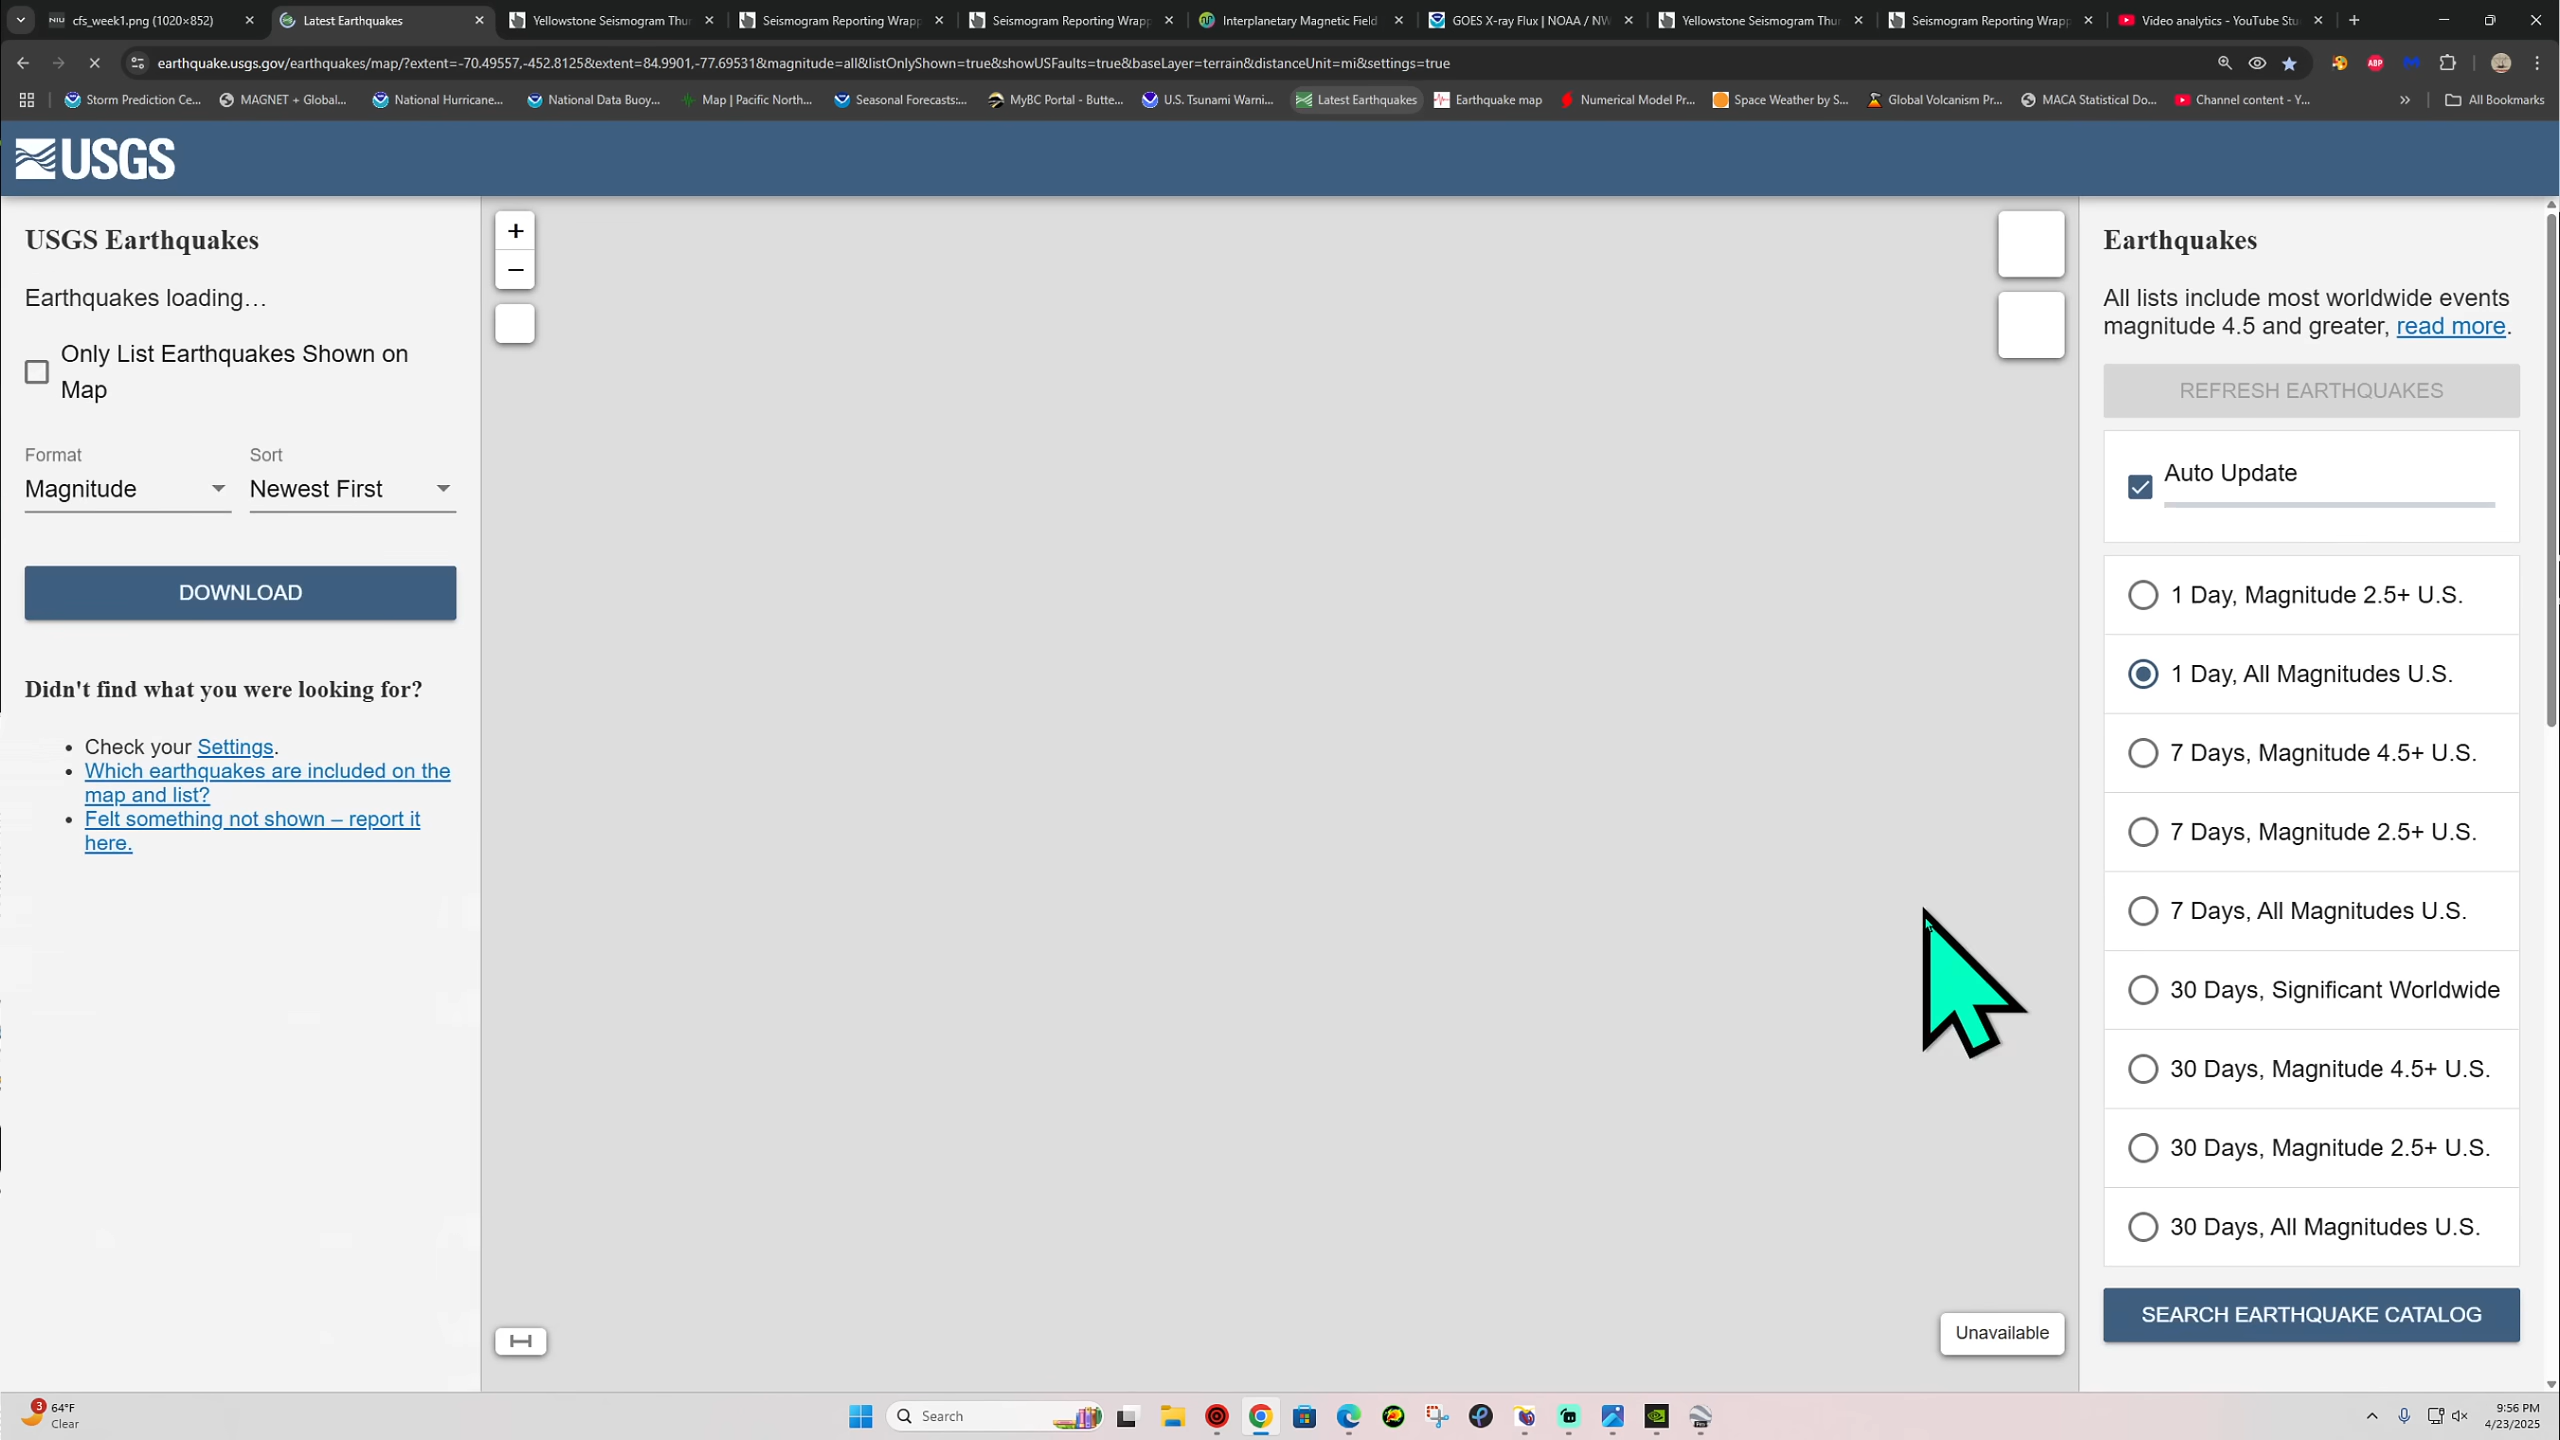 NIU cfs_week1.png (1020×852)
Latest Earthquakes
Yellowstone Seismogram Thu
Seismogram Reporting Wrapp
Seismogram Reporting Wrapp
Interplanetary Magnetic Field
GOES X-ray Flux | NOAA / NW
Yellowstone Seismogram Thu
Seismogram Reporting Wrapp
Video analytics - YouTube Stu
earthquake.usgs.gov/earthquakes/map/?extent=-70.49557,-452.8125&extent=84.9901,-77.69531&magnitude=all&listOnlyShown=true&showUSFaults=true&baseLayer=terrain&distanceUnit=mi&settings=true
ABP
Storm Prediction Ce...
MAGNET + Global...
National Hurricane...
National Data Buoy...
Map | Pacific North...
Seasonal Forecasts:...
MyBC Portal - Butte...
U.S. Tsunami Warni...
Latest Earthquakes
Earthquake map
Numerical Model Pr...
Space Weather by S...
Global Volcanism Pr...
MACA Statistical Do...
Channel content - Y...
All Bookmarks
USGS
USGS Earthquakes
Earthquakes loading…
Only List Earthquakes Shown on
Map
Format
Magnitude
Sort
Newest First
DOWNLOAD
Didn't find what you were looking for?
Check your Settings.
Which earthquakes are included on the
map and list?
Felt something not shown – report it
here.
+
−
Unavailable
Earthquakes
All lists include most worldwide events
magnitude 4.5 and greater, read more.
REFRESH EARTHQUAKES
Auto Update
1 Day, Magnitude 2.5+ U.S.
1 Day, All Magnitudes U.S.
7 Days, Magnitude 4.5+ U.S.
7 Days, Magnitude 2.5+ U.S.
7 Days, All Magnitudes U.S.
30 Days, Significant Worldwide
30 Days, Magnitude 4.5+ U.S.
30 Days, Magnitude 2.5+ U.S.
30 Days, All Magnitudes U.S.
SEARCH EARTHQUAKE CATALOG
3
64°F
Clear
Search
9:56 PM
4/23/2025